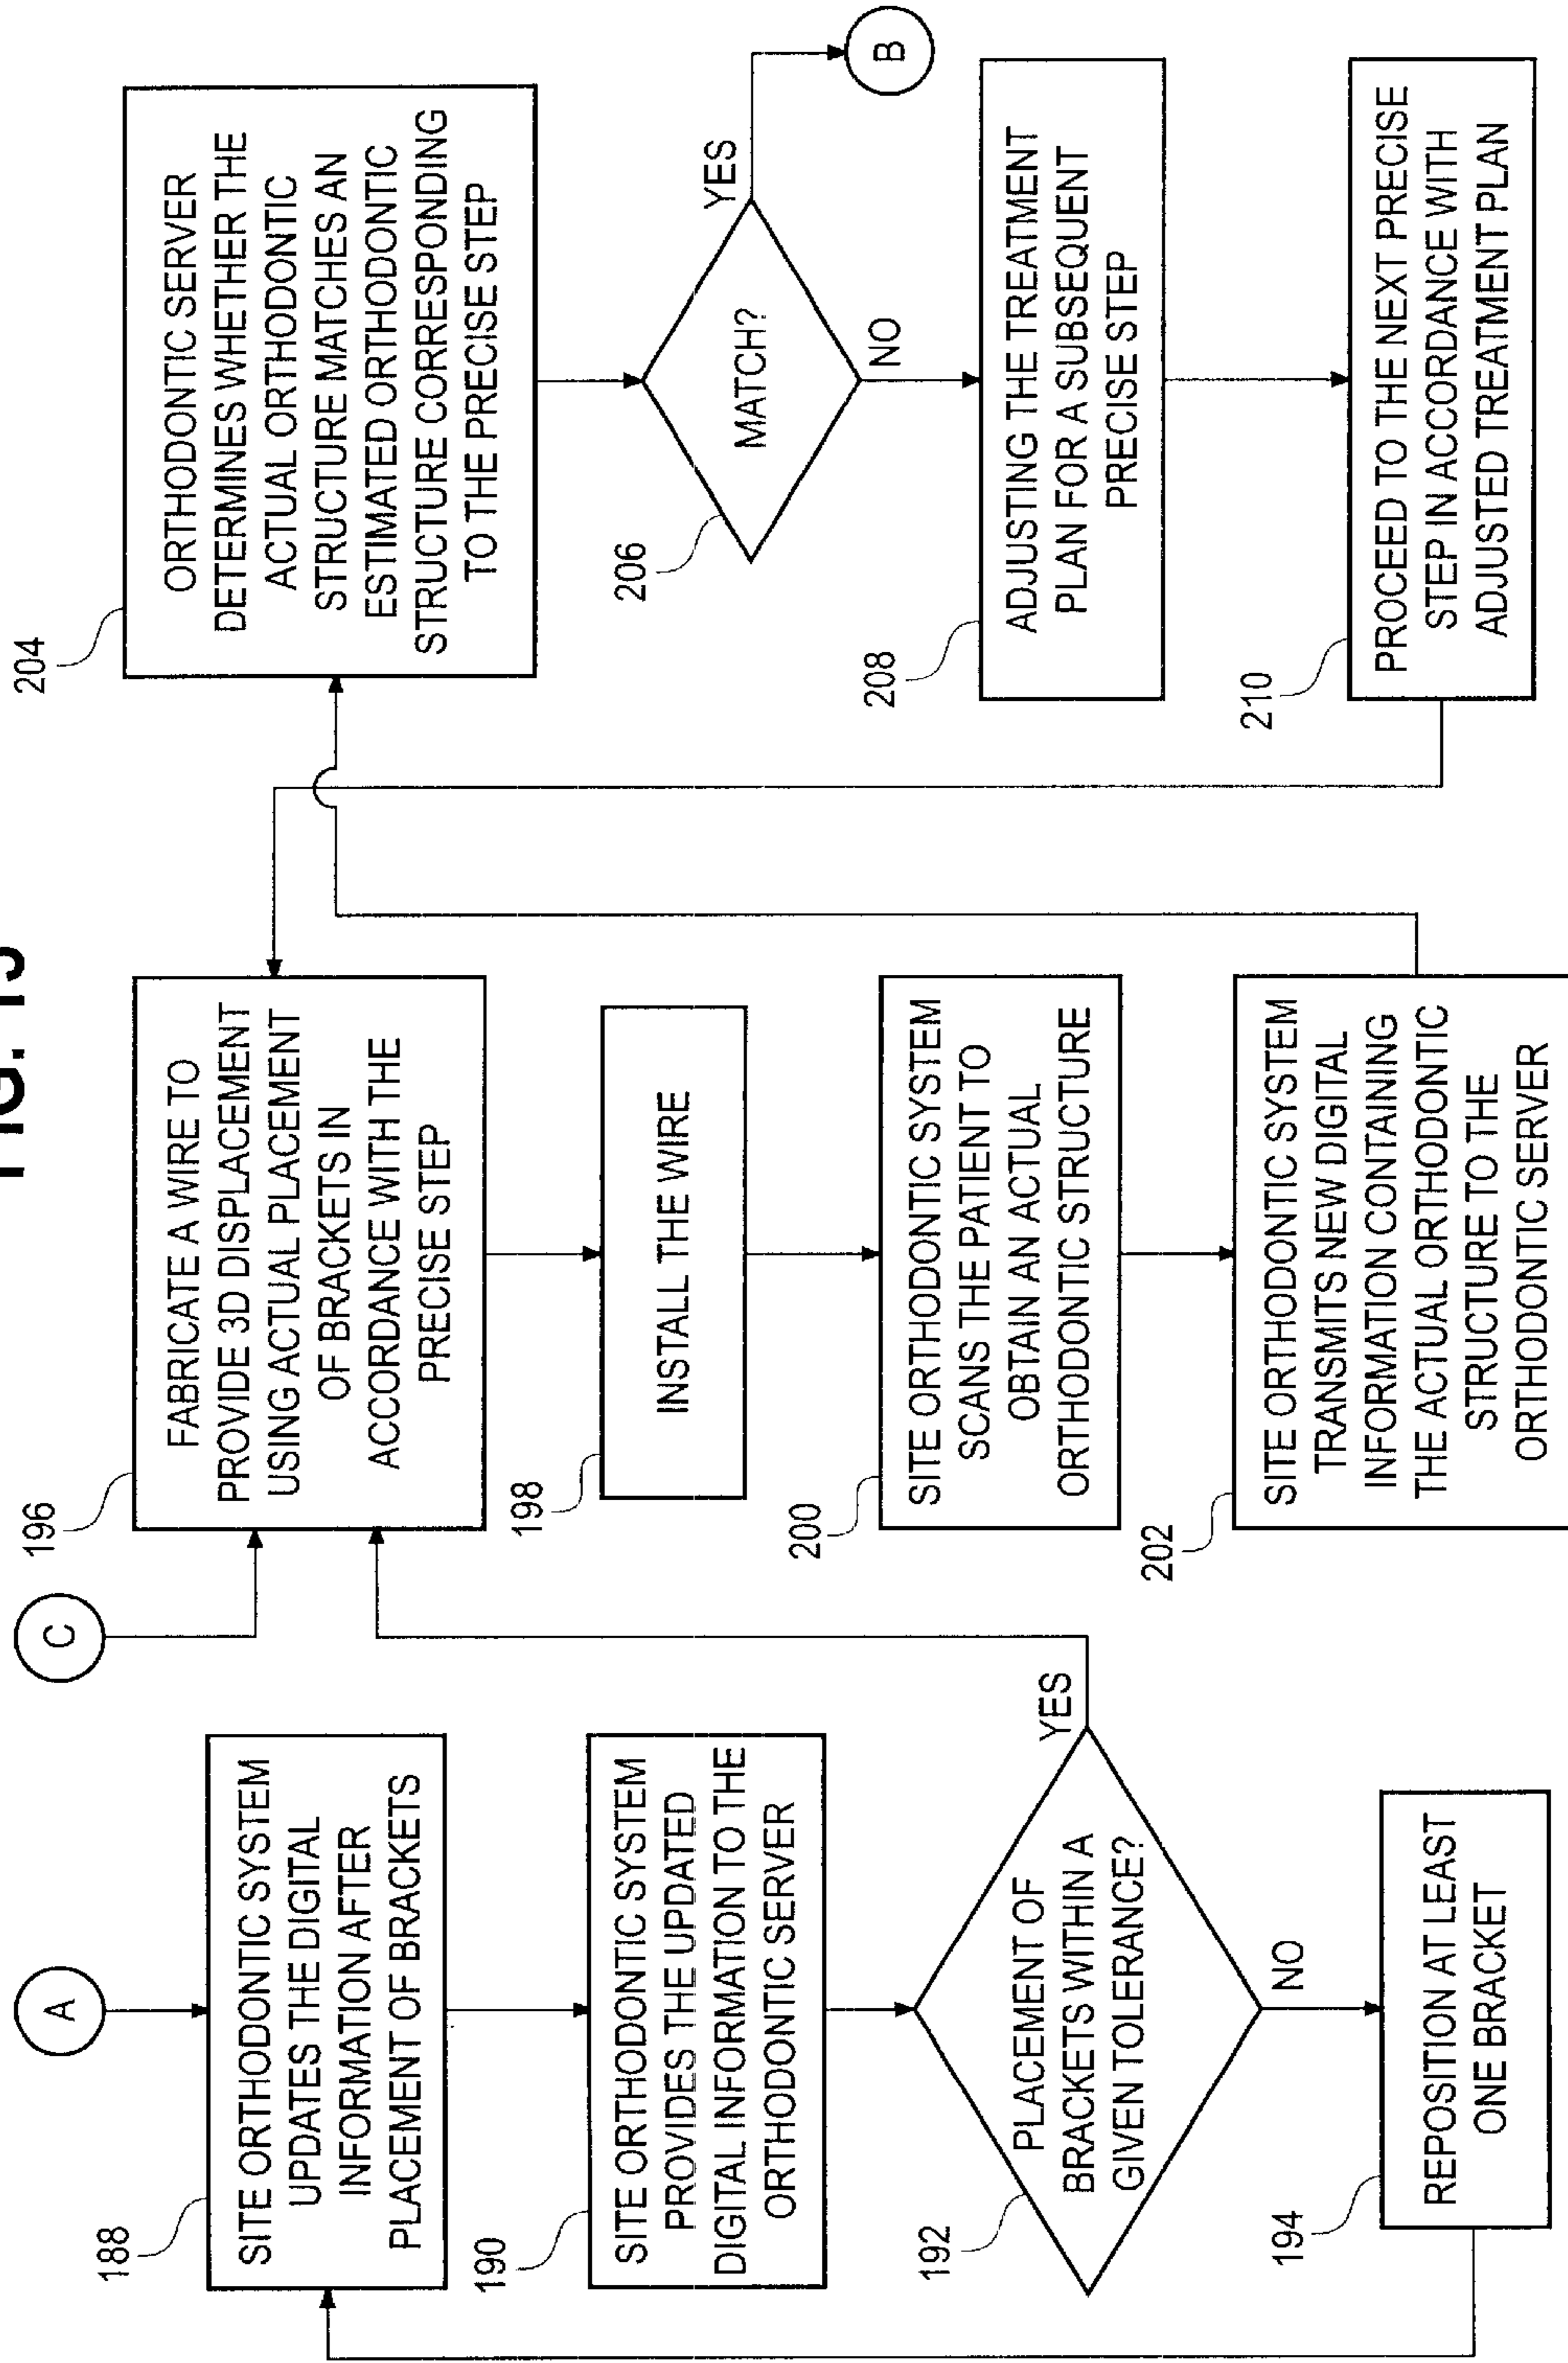 FIG.
A
188
SITE ORTHODONTIC SYSTEM
UPDATES THE DIGITAL
INFORMATION AFTER
PLACEMENT OF BRACKETS
190
SITE ORTHODONTIC SYSTEM
PROVIDES THE UPDATED
DIGITAL INFORMATION TO THE
ORTHODONTIC SERVER
192
PLACEMENT OF
BRACKETS WITHIN A
GIVEN TOLERANCE?
YES
NO
194
REPOSITION AT LEAST
ONE BRACKET
C
196
FABRICATE A WIRE TO
PROVIDE 3D DISPLACEMENT
USING ACTUAL PLACEMENT
OF BRACKETS IN
ACCORDANCE WITH THE
PRECISE STEP
198
INSTALL THE WIRE
200
SITE ORTHODONTIC SYSTEM
SCANS THE PATIENT TO
OBTAIN AN ACTUAL
ORTHODONTIC STRUCTURE
202
SITE ORTHODONTIC SYSTEM
TRANSMITS NEW DIGITAL
INFORMATION CONTAINING
THE ACTUAL ORTHODONTIC
STRUCTURE TO THE
ORTHODONTIC SERVER
204
ORTHODONTIC SERVER
DETERMINES WHETHER THE
ACTUAL ORTHODONTIC
STRUCTURE MATCHES AN
ESTIMATED ORTHODONTIC
STRUCTURE CORRESPONDING
TO THE PRECISE STEP
206
MATCH?
YES
B
NO
208
ADJUSTING THE TREATMENT
PLAN FOR A SUBSEQUENT
PRECISE STEP
210
PROCEED TO THE NEXT PRECISE
STEP IN ACCORDANCE WITH
ADJUSTED TREATMENT PLAN